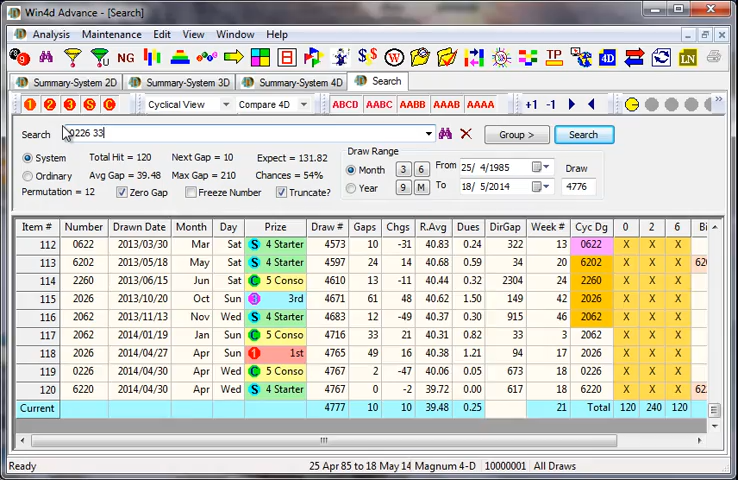 Win4d Advance - [Search]
Analysis Maintenance Edit View Window Help
NG W TP 4D LN
Summary-System 2D Summary-System 3D Summary-System 4D Search
1 2 3 S C Cyclical View Compare 4D ABCD AABC AABB AAAB AAAA +1 -1
Search 0226 33 Group > Search
System Total Hit = 120 Next Gap = 10 Expect = 131.82
Ordinary Avg Gap = 39.48 Max Gap = 210 Chances = 54%
Permutation = 12 Zero Gap Freeze Number Truncate?
Draw Range
Month 3 6 From 25/ 4/1985 Draw
Year 9 M To 18/ 5/2014 4776
Item # Number Drawn Date Month Day Prize Draw # Gaps Chgs R.Avg Dues DirGap Week # Cyc Dg 0 2 6 Bi
112 0622 2013/03/30 Mar Sat S 4 Starter 4573 10 -31 40.83 0.24 322 13 0622 X X X
113 6202 2013/05/18 May Sat S 4 Starter 4597 24 14 40.68 0.59 34 20 6202 X X X 620
114 2260 2013/06/15 Jun Sat C 5 Conso 4610 13 -11 40.44 0.32 2304 24 2260 X X X
115 2026 2013/10/20 Oct Sun 3 3rd 4671 61 48 40.62 1.50 149 42 2026 X X X
116 2062 2013/11/13 Nov Wed S 4 Starter 4683 12 -49 40.37 0.30 915 46 2062 X X X
117 2062 2014/01/19 Jan Sun C 5 Conso 4716 33 21 40.31 0.82 33 3 2062 X X X
118 2026 2014/04/27 Apr Sun 1 1st 4765 49 16 40.38 1.21 94 17 2026 X X X
119 0226 2014/04/30 Apr Wed C 5 Conso 4767 2 -47 40.06 0.05 673 18 0226 X X X
120 6220 2014/04/30 Apr Wed S 4 Starter 4767 0 -2 39.72 0.00 617 18 6220 X X X 622
Current 4777 10 10 39.48 0.25 21 Total 120 240 120
Ready 25 Apr 85 to 18 May 14 Magnum 4-D 10000001 All Draws